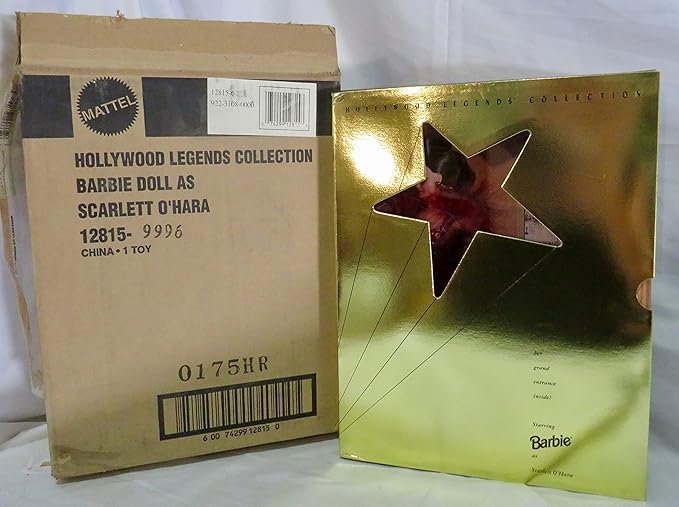 MATTEL
12815-6
922-3108-0000
HOLLYWOOD LEGENDS COLLECTION
BARBIE DOLL AS
SCARLETT O'HARA
12815- 9996
CHINA • 1 TOY
0175HR
6 00 74299 12815 0
HOLLYWOOD LEGENDS COLLECTION
her
grand
entrance
inside!
Starring
Barbie
as
Scarlett O'Hara